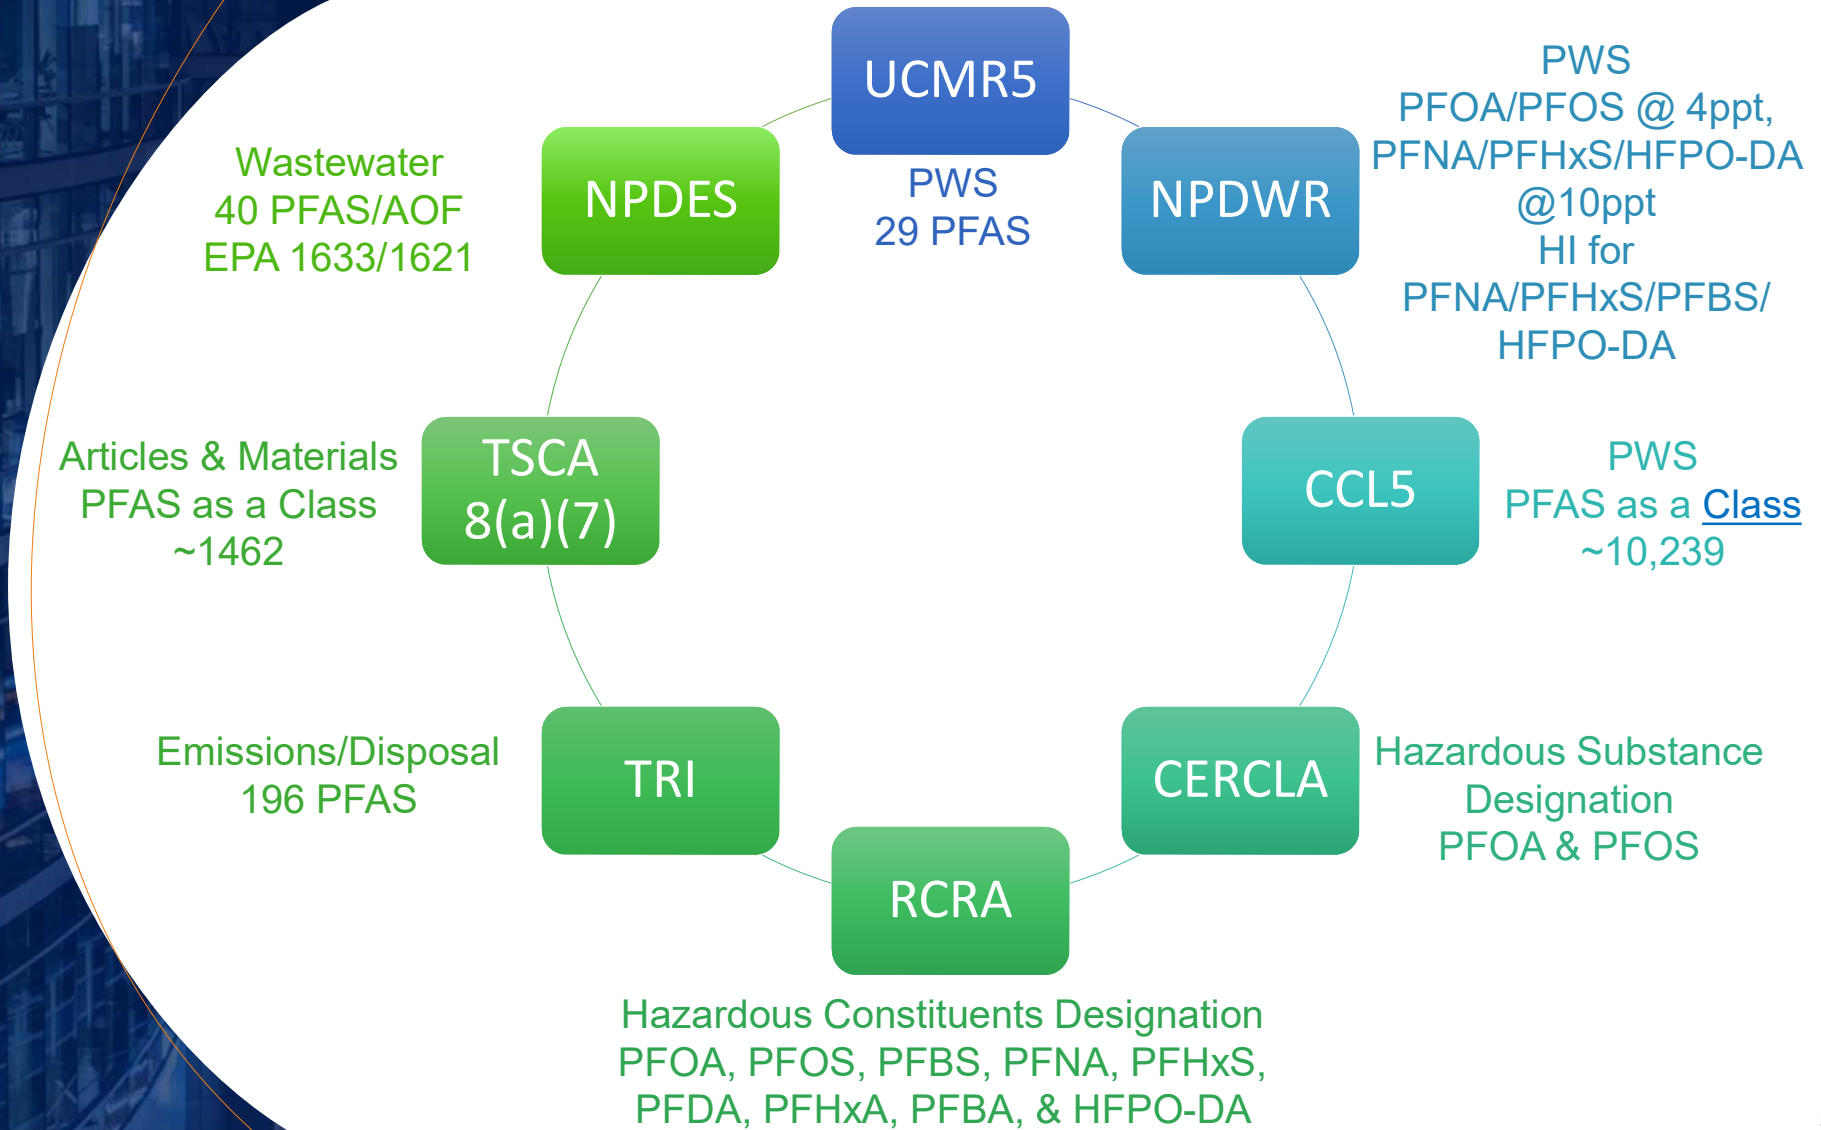 UCMR5
PWS
29 PFAS
NPDWR
PWS
PFOA/PFOS @ 4ppt,
PFNA/PFHxS/HFPO-DA
@10ppt
HI for
PFNA/PFHxS/PFBS/
HFPO-DA
CCL5
PWS
PFAS as a Class
~10,239
CERCLA
Hazardous Substance
Designation
PFOA & PFOS
RCRA
Hazardous Constituents Designation
PFOA, PFOS, PFBS, PFNA, PFHxS,
PFDA, PFHxA, PFBA, & HFPO-DA
TRI
Emissions/Disposal
196 PFAS
TSCA
8(a)(7)
Articles & Materials
PFAS as a Class
~1462
NPDES
Wastewater
40 PFAS/AOF
EPA 1633/1621